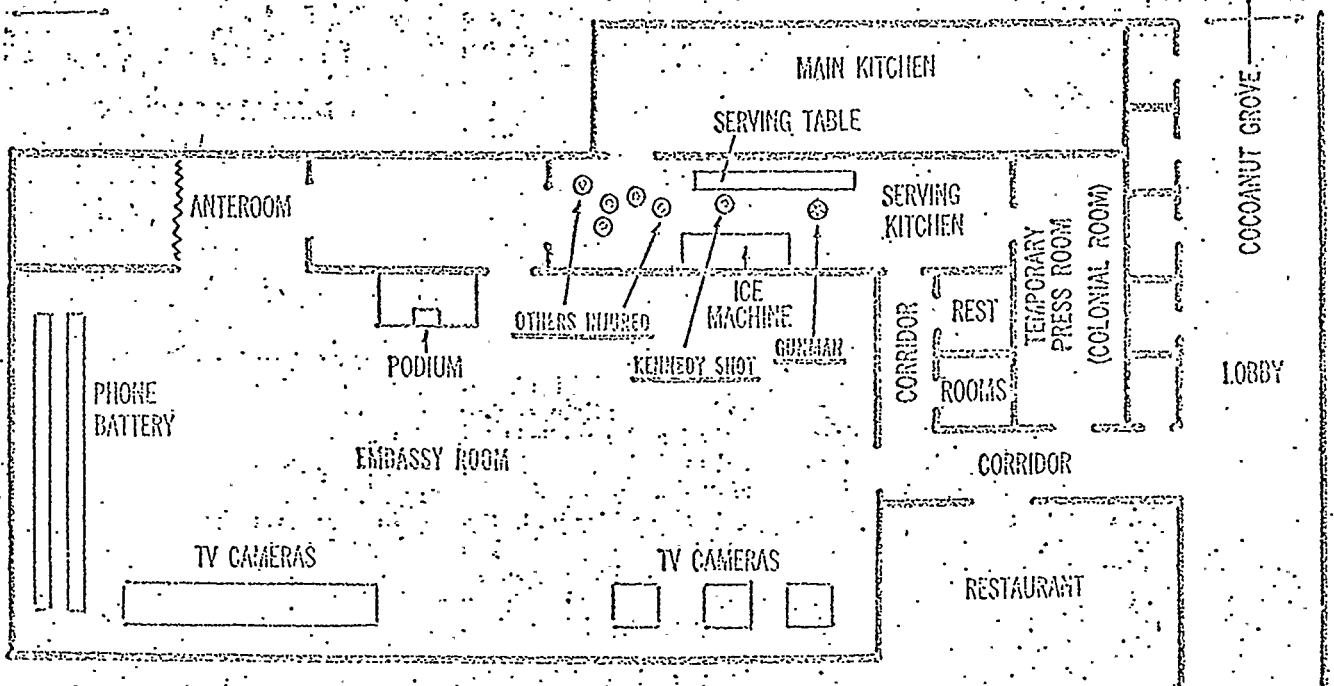 MAIN KITCHEN
SERVING TABLE
COCOANUT GROVE
ANTEROOM
SERVING
KITCHEN
TEMPORARY
PRESS ROOM
(COLONIAL ROOM)
ICE
MACHINE
REST
ROOMS
OTHERS INJURED
KENNEDY SHOT
GUNMAN
CORRIDOR
PODIUM
LOBBY
PHONE
BATTERY
EMBASSY ROOM
CORRIDOR
TV CAMERAS
TV CAMERAS
RESTAURANT